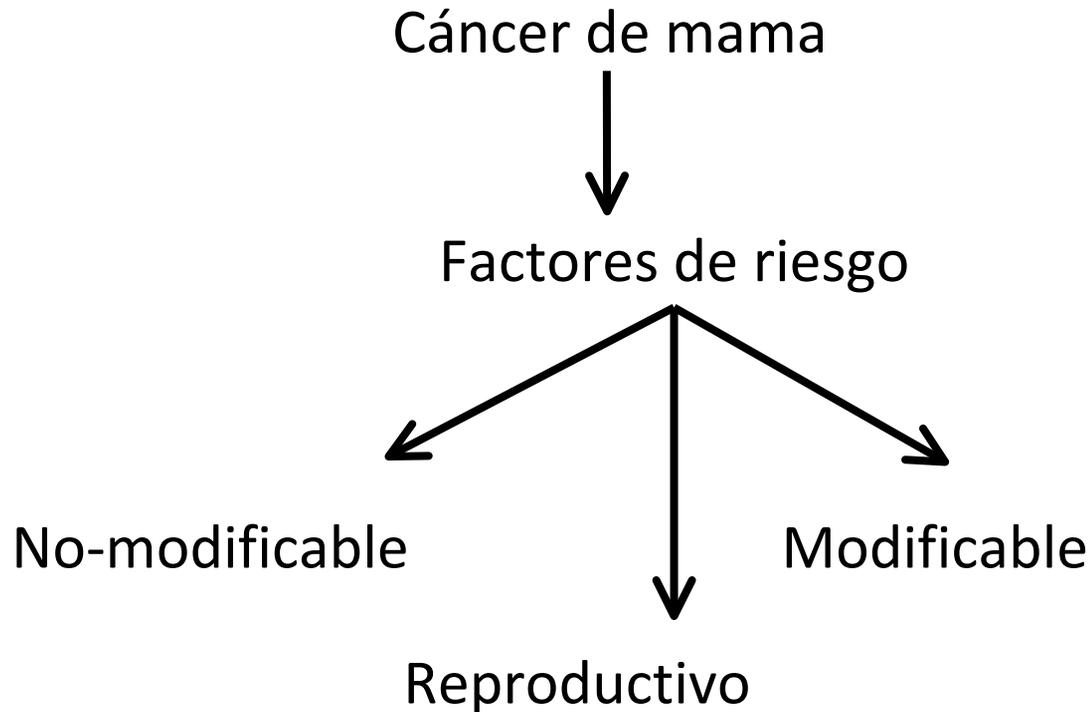 Cáncer de mama
Factores de riesgo
No-modificable
Modificable
Reproductivo